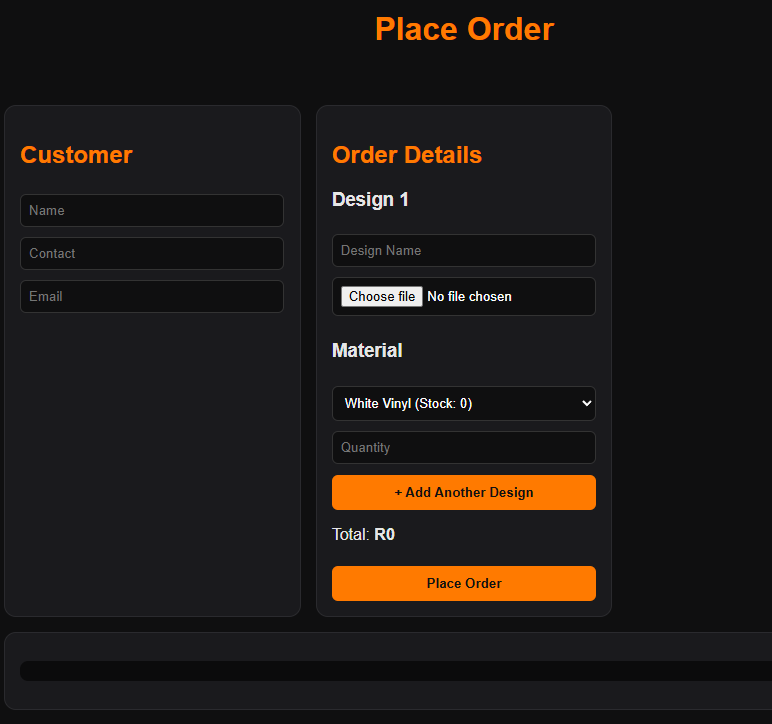 Place Order
Customer
Name
Contact
Email
Order Details
Design 1
Design Name
Choose file No file chosen
Material
White Vinyl (Stock: 0)
Quantity
+ Add Another Design
Total: R0
Place Order